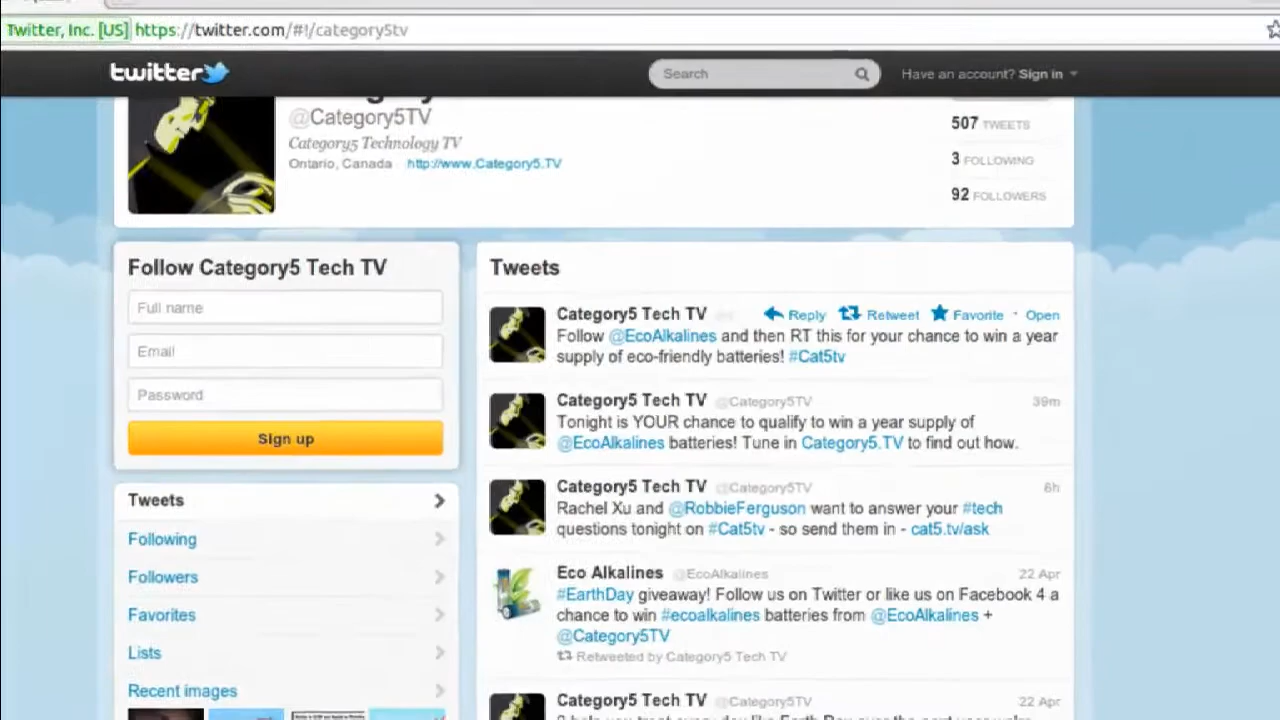 Twitter, Inc. [US] https://twitter.com/#!/category5tv
twitter
Search
Have an account? Sign in
@Category5TV
Category5 Technology TV
Ontario, Canada http://www.Category5.TV
507 TWEETS
3 FOLLOWING
92 FOLLOWERS
Follow Category5 Tech TV
Full name
Email
Password
Sign up
Tweets
Following
Followers
Favorites
Lists
Recent images
Tweets
Category5 Tech TV Reply Retweet Favorite · Open
Follow @EcoAlkalines and then RT this for your chance to win a year
supply of eco-friendly batteries! #Cat5tv
Category5 Tech TV @Category5TV 39m
Tonight is YOUR chance to qualify to win a year supply of
@EcoAlkalines batteries! Tune in Category5.TV to find out how.
Category5 Tech TV @Category5TV 6h
Rachel Xu and @RobbieFerguson want to answer your #tech
questions tonight on #Cat5tv - so send them in - cat5.tv/ask
Eco Alkalines @EcoAlkalines 22 Apr
#EarthDay giveaway! Follow us on Twitter or like us on Facebook 4 a
chance to win #ecoalkalines batteries from @EcoAlkalines +
@Category5TV
Retweeted by Category5 Tech TV
Category5 Tech TV @Category5TV 22 Apr